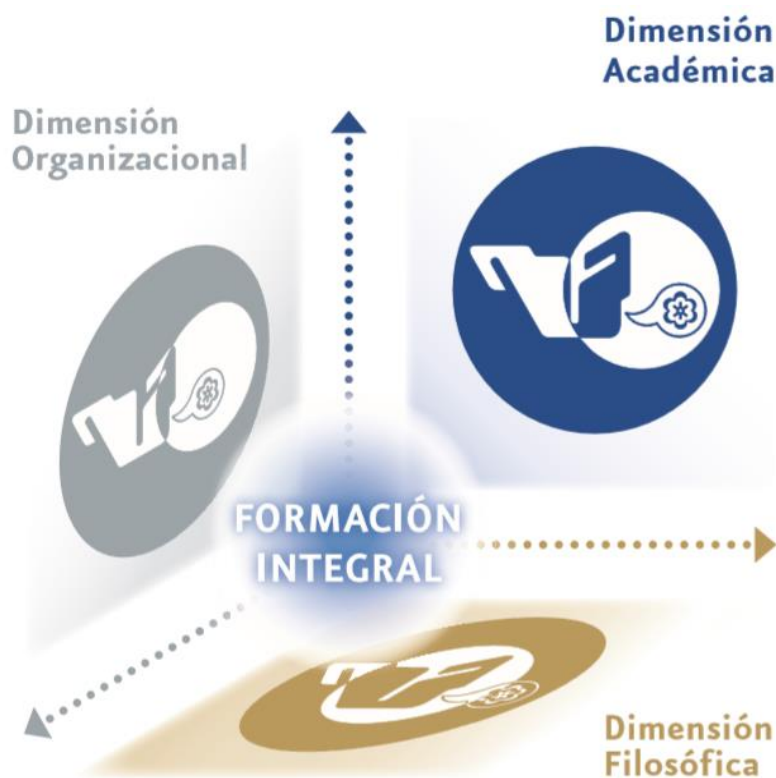 Dimensión
Académica
Dimensión
Organizacional
FORMACIÓN
INTEGRAL
Dimensión
Filosófica